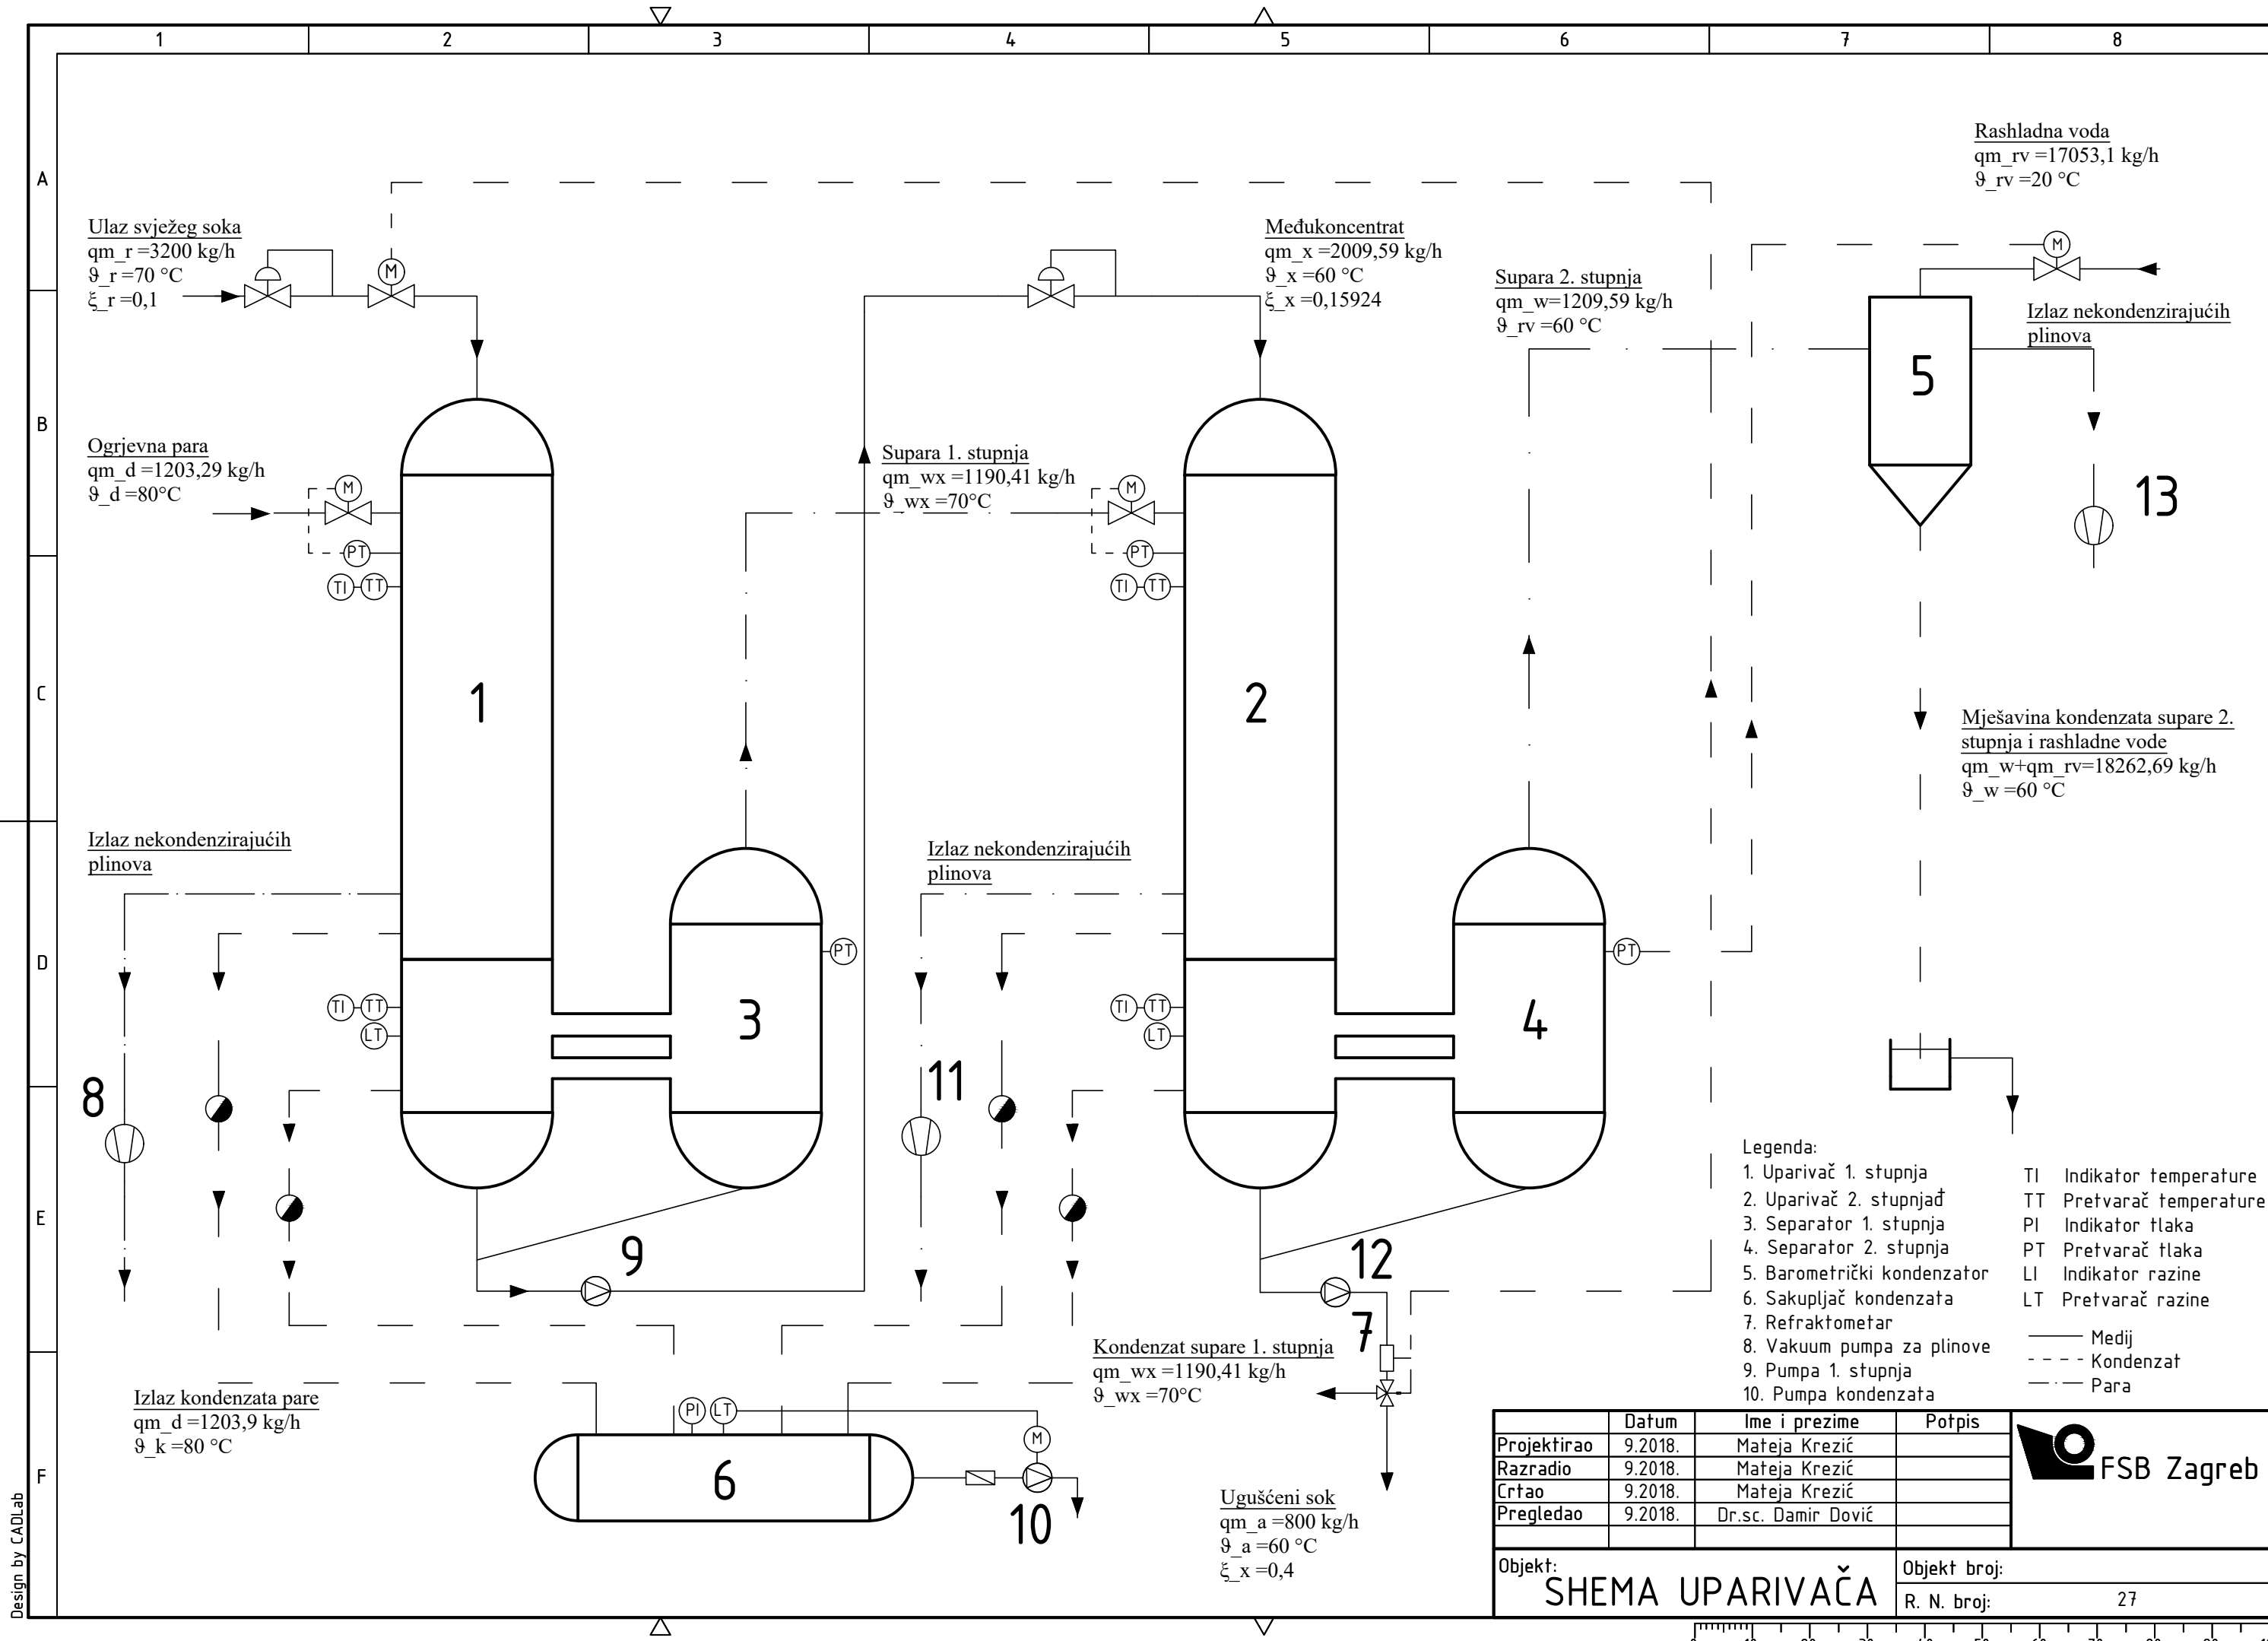 1 2 3 4 5 6 7 8
A
B
C
D
E
F
Rashladna voda
qm_rv =17053,1 kg/h
ϑ_rv =20 °C
Ulaz svježeg soka
qm_r =3200 kg/h
ϑ_r =70 °C
ξ_r =0,1
M
Međukoncentrat
qm_x =2009,59 kg/h
ϑ_x =60 °C
ξ_x =0,15924
Supara 2. stupnja
qm_w=1209,59 kg/h
ϑ_rv =60 °C
M
Izlaz nekondenzirajućih
plinova
5
13
Ogrjevna para
qm_d =1203,29 kg/h
ϑ_d =80°C
M
PT
TI TT
Supara 1. stupnja
qm_wx =1190,41 kg/h
ϑ_wx =70°C
M
PT
TI TT
1
2
Mješavina kondenzata supare 2.
stupnja i rashladne vode
qm_w+qm_rv=18262,69 kg/h
ϑ_w =60 °C
Izlaz nekondenzirajućih
plinova
Izlaz nekondenzirajućih
plinova
PT
PT
TI TT
LT
3
TI TT
LT
4
8
11
9
12
7
Kondenzat supare 1. stupnja
qm_wx =1190,41 kg/h
ϑ_wx =70°C
Izlaz kondenzata pare
qm_d =1203,9 kg/h
ϑ_k =80 °C
PI LT
M
6
10
Ugušćeni sok
qm_a =800 kg/h
ϑ_a =60 °C
ξ_x =0,4
Legenda:
1. Uparivač 1. stupnja
2. Uparivač 2. stupnjađ
3. Separator 1. stupnja
4. Separator 2. stupnja
5. Barometrički kondenzator
6. Sakupljač kondenzata
7. Refraktometar
8. Vakuum pumpa za plinove
9. Pumpa 1. stupnja
10. Pumpa kondenzata
TI Indikator temperature
TT Pretvarač temperature
PI Indikator tlaka
PT Pretvarač tlaka
LI Indikator razine
LT Pretvarač razine
Medij
Kondenzat
Para
Datum Ime i prezime Potpis
Projektirao 9.2018. Mateja Krezić
Razradio 9.2018. Mateja Krezić
Crtao 9.2018. Mateja Krezić
Pregledao 9.2018. Dr.sc. Damir Dović
FSB Zagreb
Objekt:
SHEMA UPARIVAČA
Objekt broj:
R. N. broj: 27
Design by CADLab